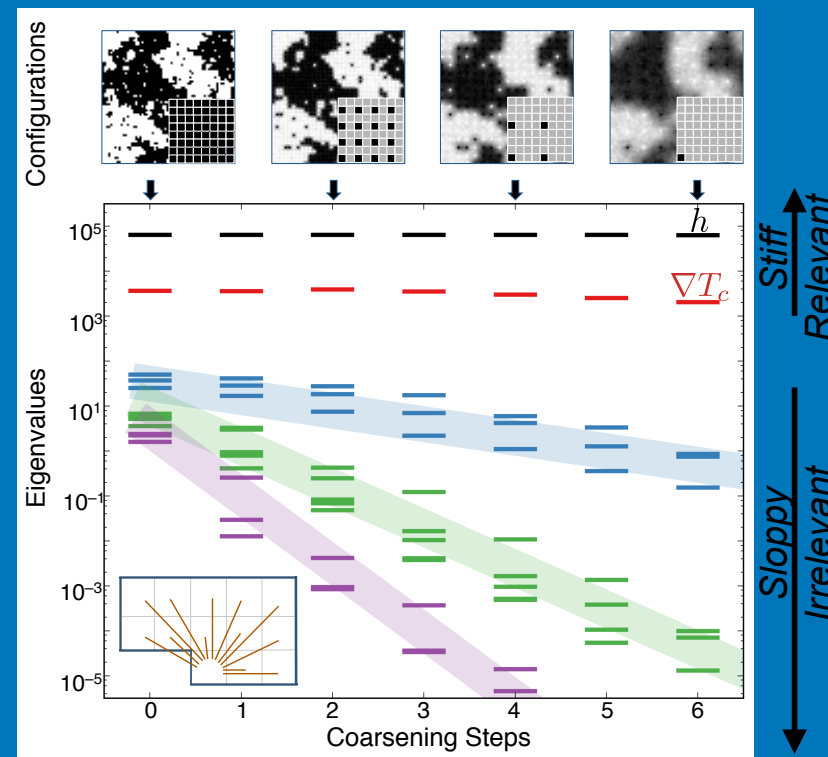 Configurations
h
∇T_c
10^5
10^3
10^1
10^-1
10^-3
10^-5
Eigenvalues
0 1 2 3 4 5 6
Coarsening Steps
Stiff
Relevant
Sloppy
Irrelevant